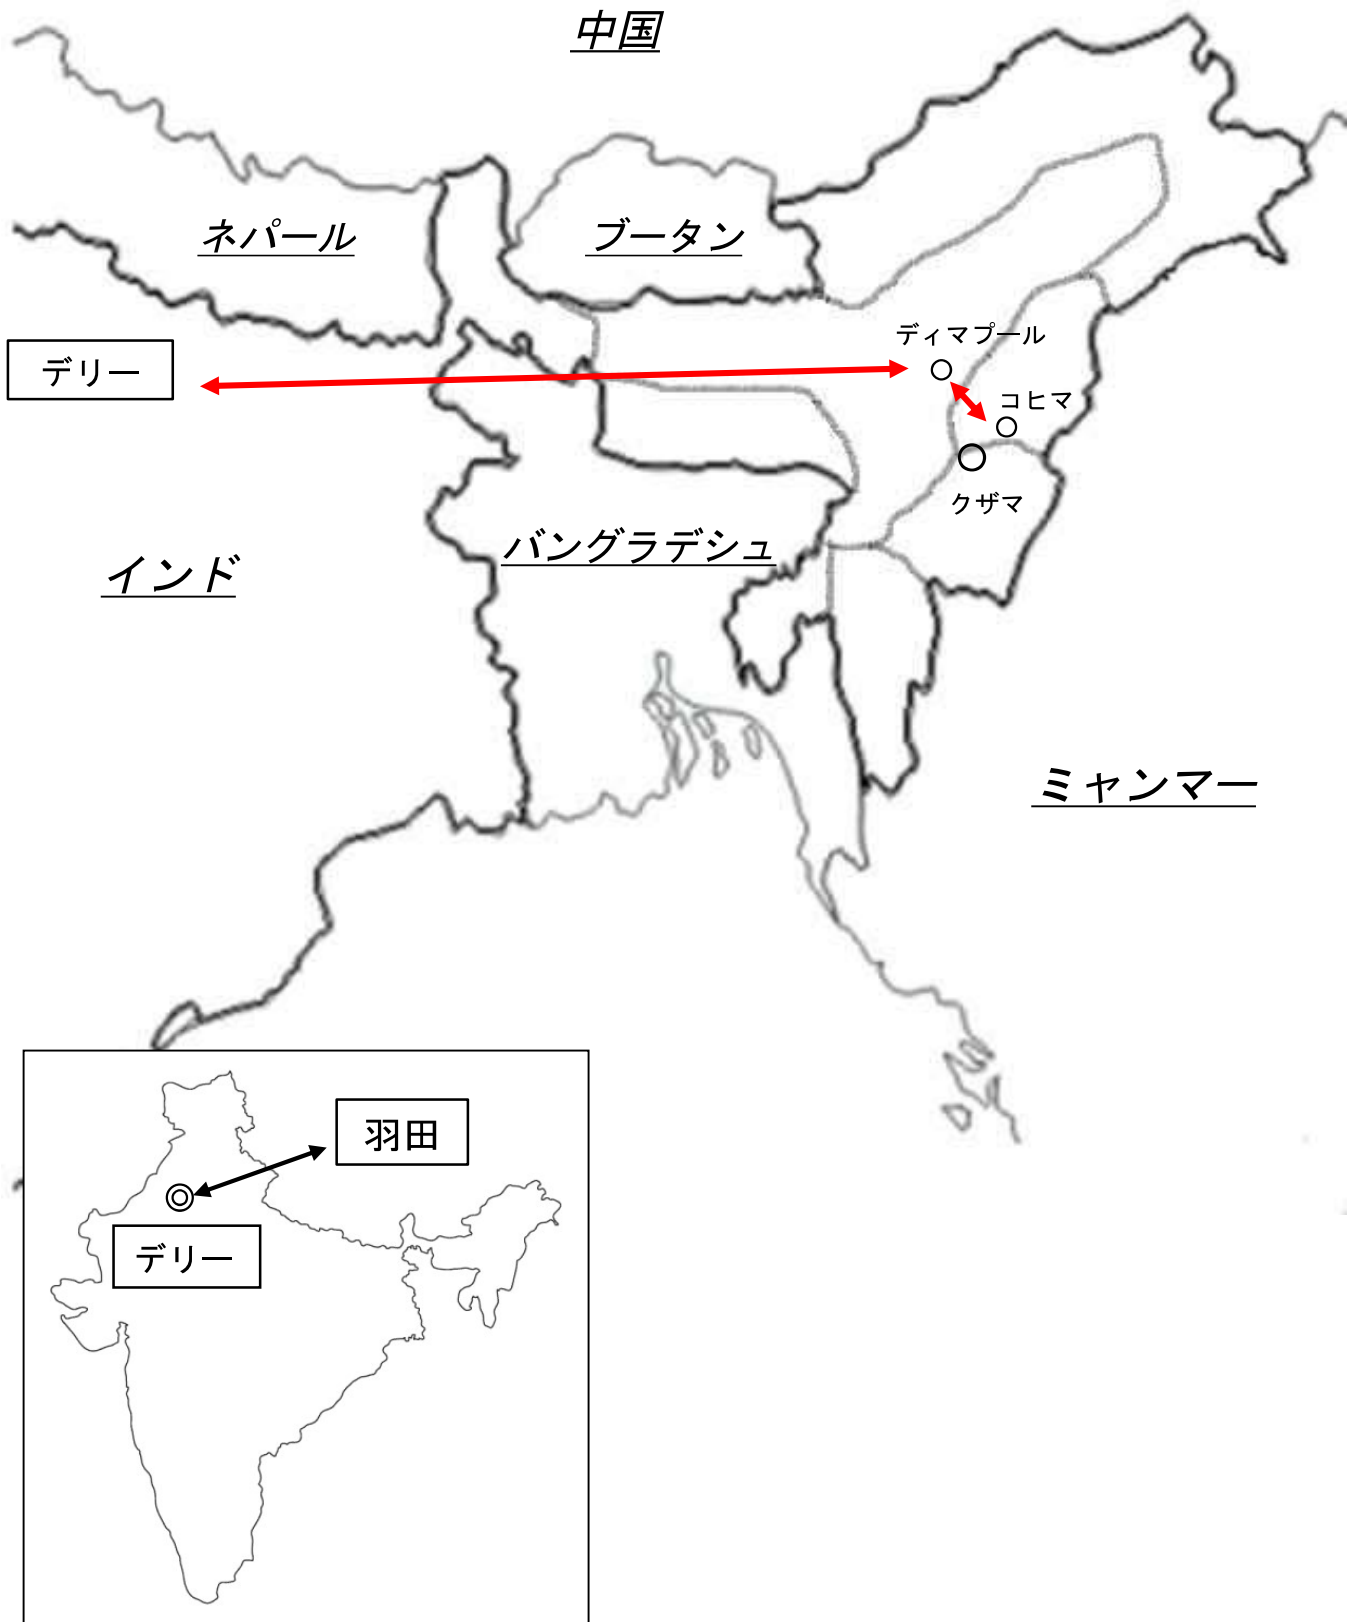 中国
ネパール
ブータン
ディマプール
デリー
コヒマ
クザマ
バングラデシュ
インド
ミャンマー
羽田
デリー